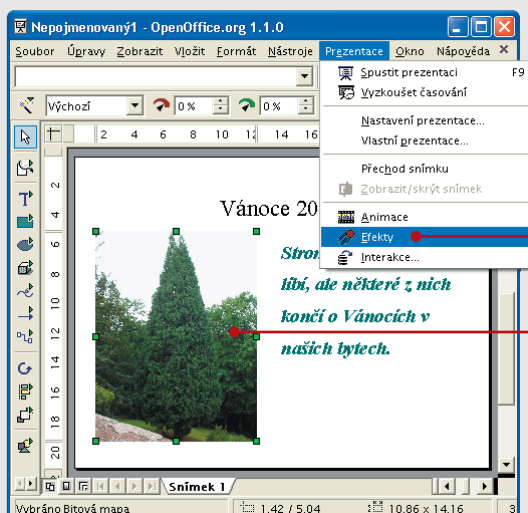 Nepojmenovaný1 - OpenOffice.org 1.1.0
Soubor Úpravy Zobrazit Vložit Formát Nástroje Prezentace Okno Nápověda
Spustit prezentaci F9
Vyzkoušet časování
Nastavení prezentace...
Vlastní prezentace...
Přechod snímku
Zobrazit/skrýt snímek
Animace
Efekty
Interakce...
Výchozí 0 % 0 %
2 4 6 8 10 12 14 16
2
4
6
8
10
12
14
16
18
20
Vánoce 20
Stron
líbí, ale některé z nich
končí o Vánocích v
našich bytech.
Snímek 1
Vybráno Bitová mapa 1.42 / 5.04 10.86 x 14.16 3